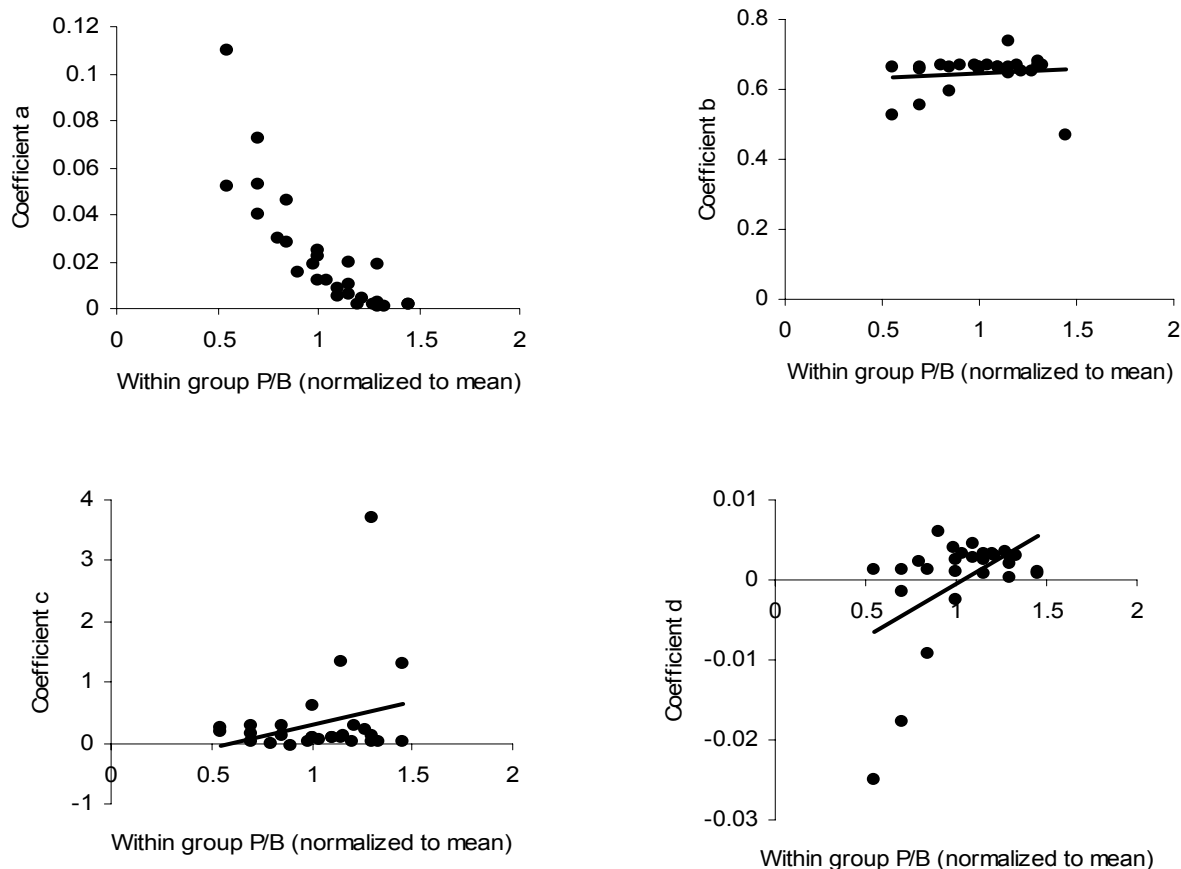 0.12
0.1
0.08
0.06
0.04
0.02
0
0 0.5 1 1.5 2
Coefficient a
Within group P/B (normalized to mean)
0.8
0.6
0.4
0.2
0
0 0.5 1 1.5 2
Coefficient b
Within group P/B (normalized to mean)
4
3
2
1
0
-1
0 0.5 1 1.5 2
Coefficient c
Within group P/B (normalized to mean)
0.01
0
-0.01
-0.02
-0.03
0 0.5 1 1.5 2
Coefficient d
Within group P/B (normalized to mean)